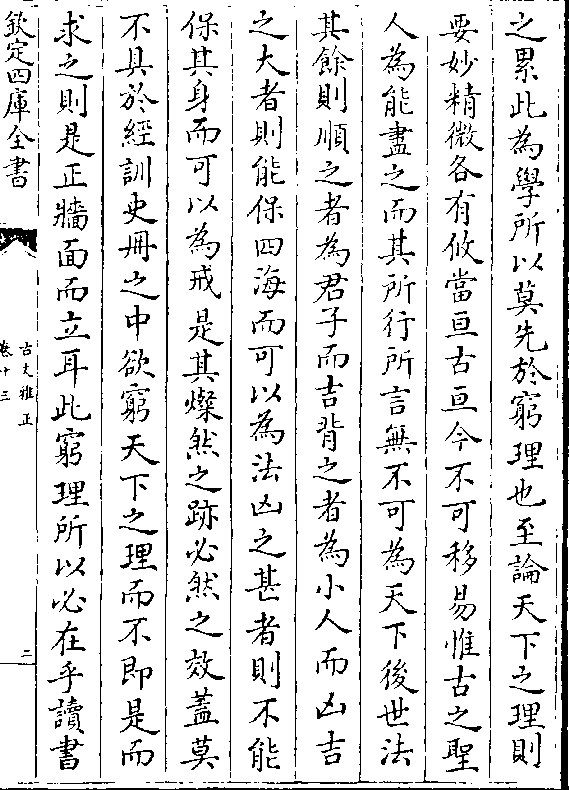 之累此為學所以莫先於窮理也至論天下之理則
要妙精微各有攸當亘古亘今不可移易惟古之聖
人為能盡之而其所行所言無不可為天下後世法
其餘則順之者為君子而吉背之者為小人而凶吉
之大者則能保四海而可以為法凶之甚者則不能
保其身而可以為戒是其燦然之跡必然之效蓋莫
不具於經訓史冊之中欲窮天下之理而不即是而
求之則是正牆面而立耳此窮理所以必在乎讀書
欽定四庫全書
古文雅正
卷十三
二